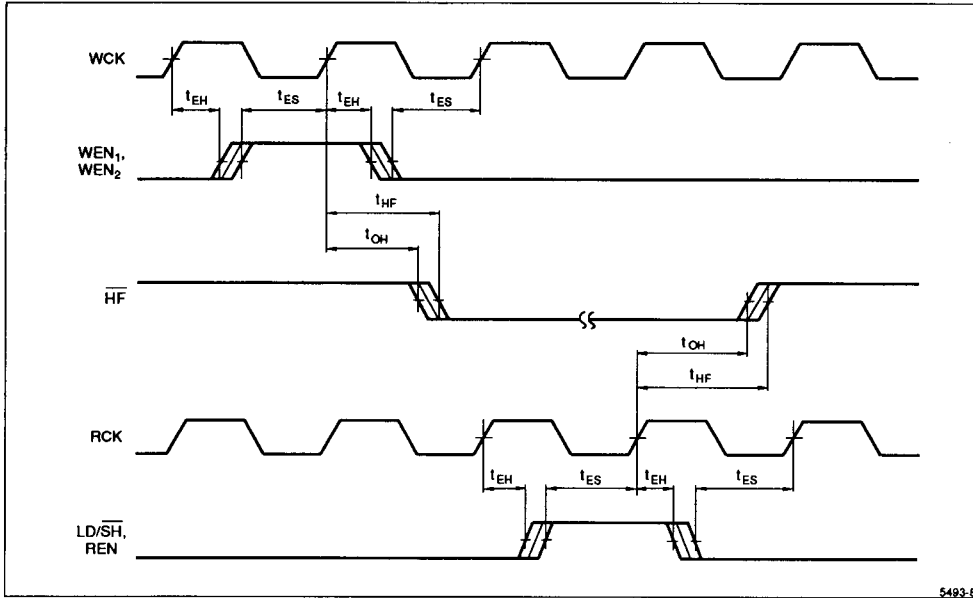 WCK
tEH
tES
tEH
tES
WEN1,
WEN2
tHF
tOH
HF
tOH
tHF
RCK
tEH
tES
tEH
tES
LD/SH,
REN